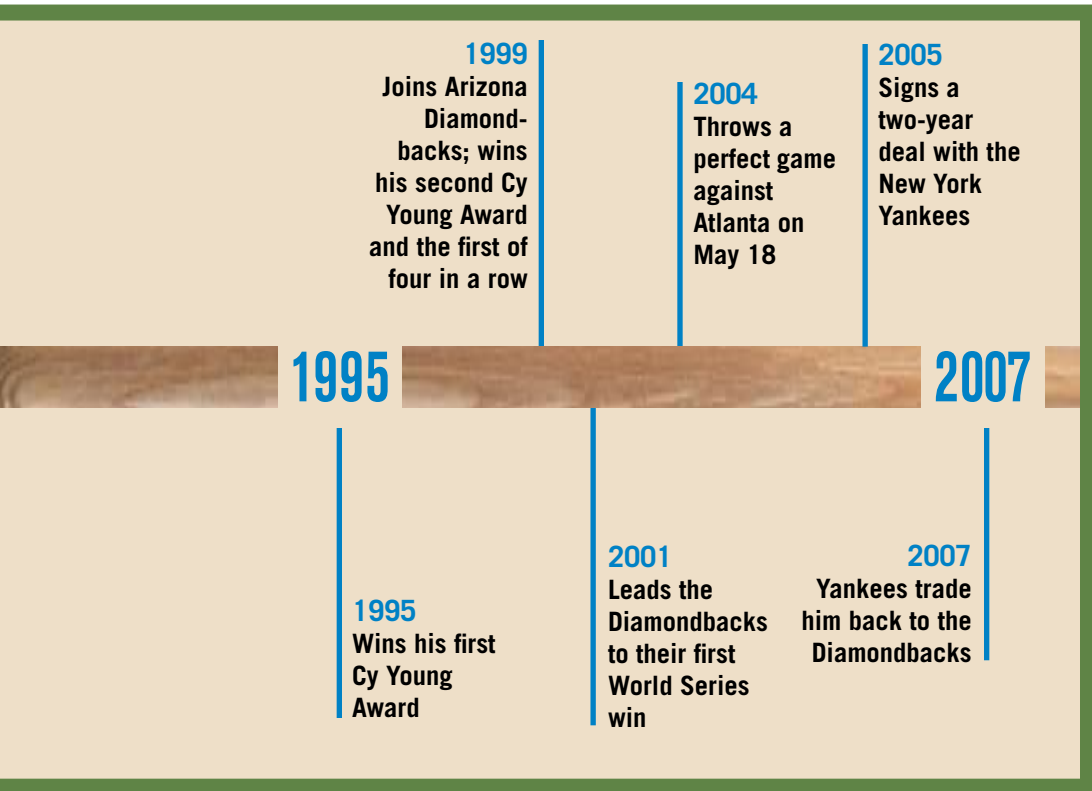 1999
Joins Arizona
Diamond-
backs; wins
his second Cy
Young Award
and the first of
four in a row
2004
Throws a
perfect game
against
Atlanta on
May 18
2005
Signs a
two-year
deal with the
New York
Yankees
1995
2007
1995
Wins his first
Cy Young
Award
2001
Leads the
Diamondbacks
to their first
World Series
win
2007
Yankees trade
him back to the
Diamondbacks